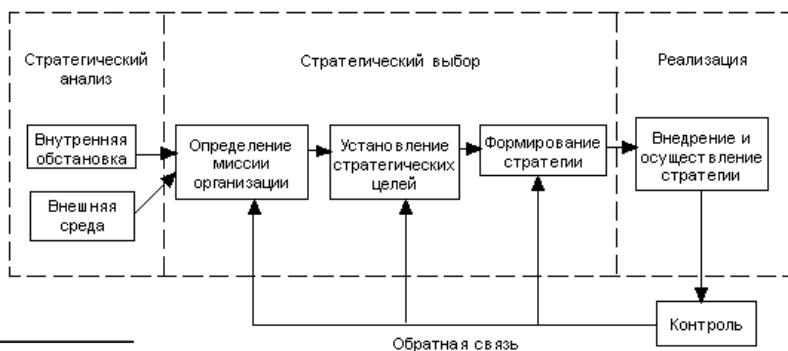 Стратегический
анализ
Стратегический выбор
Реализация
Внутренняя
обстановка
Внешняя
среда
Определение
миссии
организации
Установление
стратегических
целей
Формирование
стратегии
Внедрение и
осуществление
стратегии
Контроль
Обратная связь